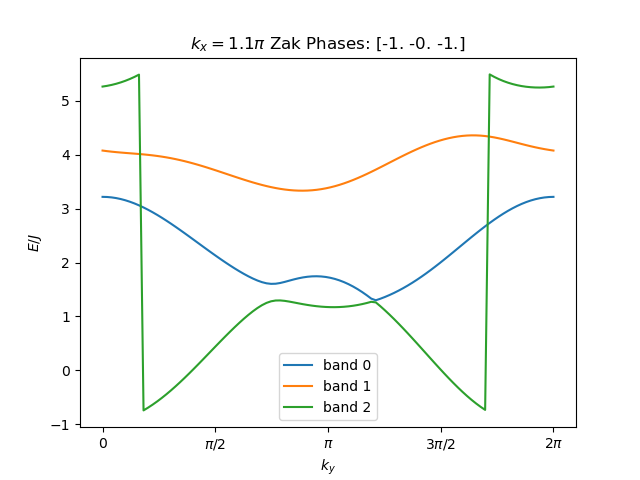 $k_x = 1.1\pi$ Zak Phases: [-1. -0. -1.]
E/J
5
4
3
2
1
0
−1
band 0
band 1
band 2
0
π/2
π
3π/2
2π
$k_y$